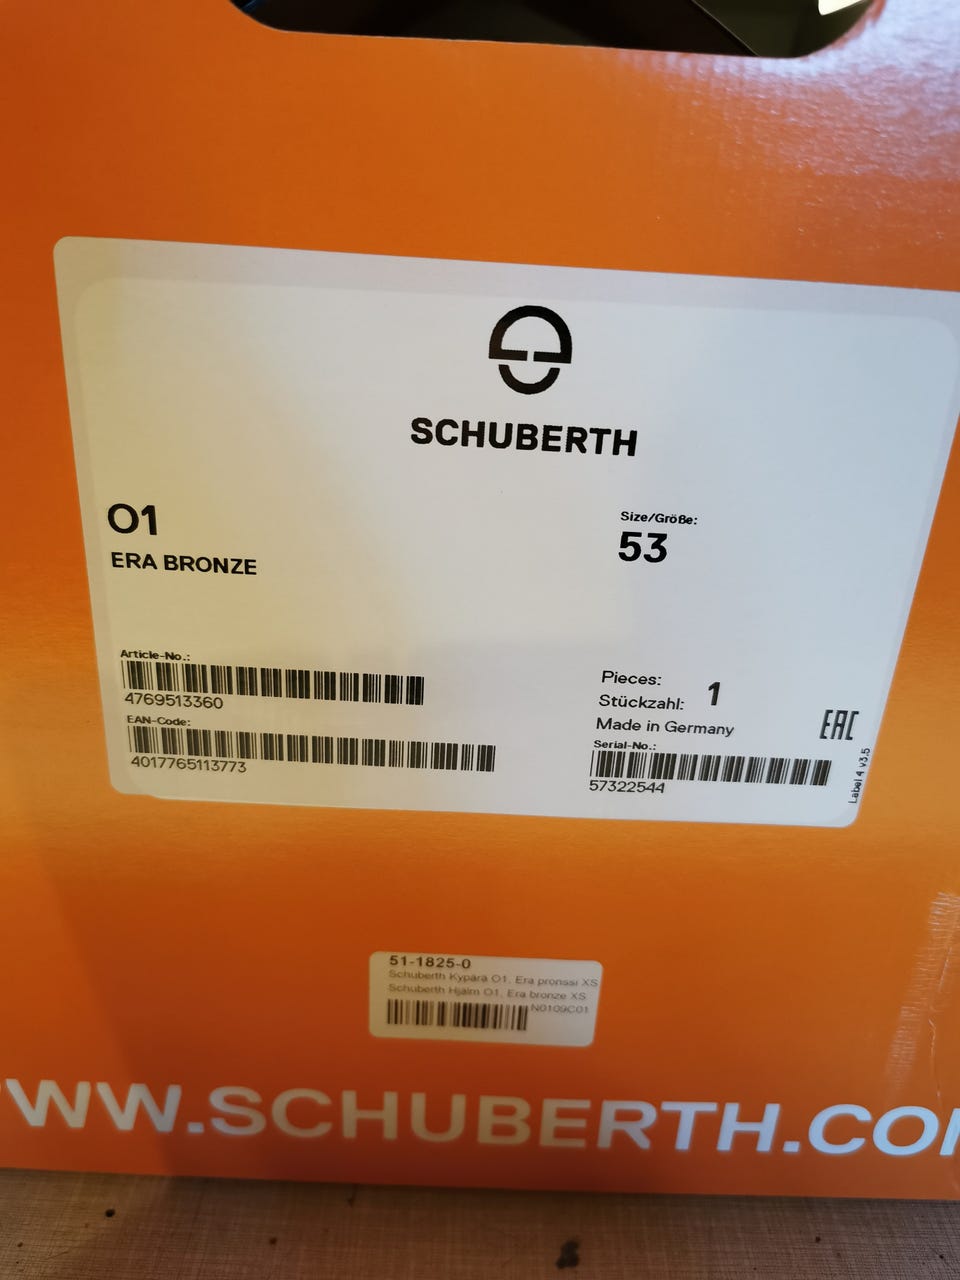 SCHUBERTH
O1
ERA BRONZE
Size/Größe:
53
Article-No.:
4769513360
EAN-Code:
4017765113773
Pieces:
Stückzahl: 1
Made in Germany
EAC
Serial-No.:
57322544
Label 4 v3.5
51-1825-0
Schuberth Kypärä O1, Era pronssi XS
Schuberth Hjälm O1, Era bronze XS
N0109C01
WWW.SCHUBERTH.CO